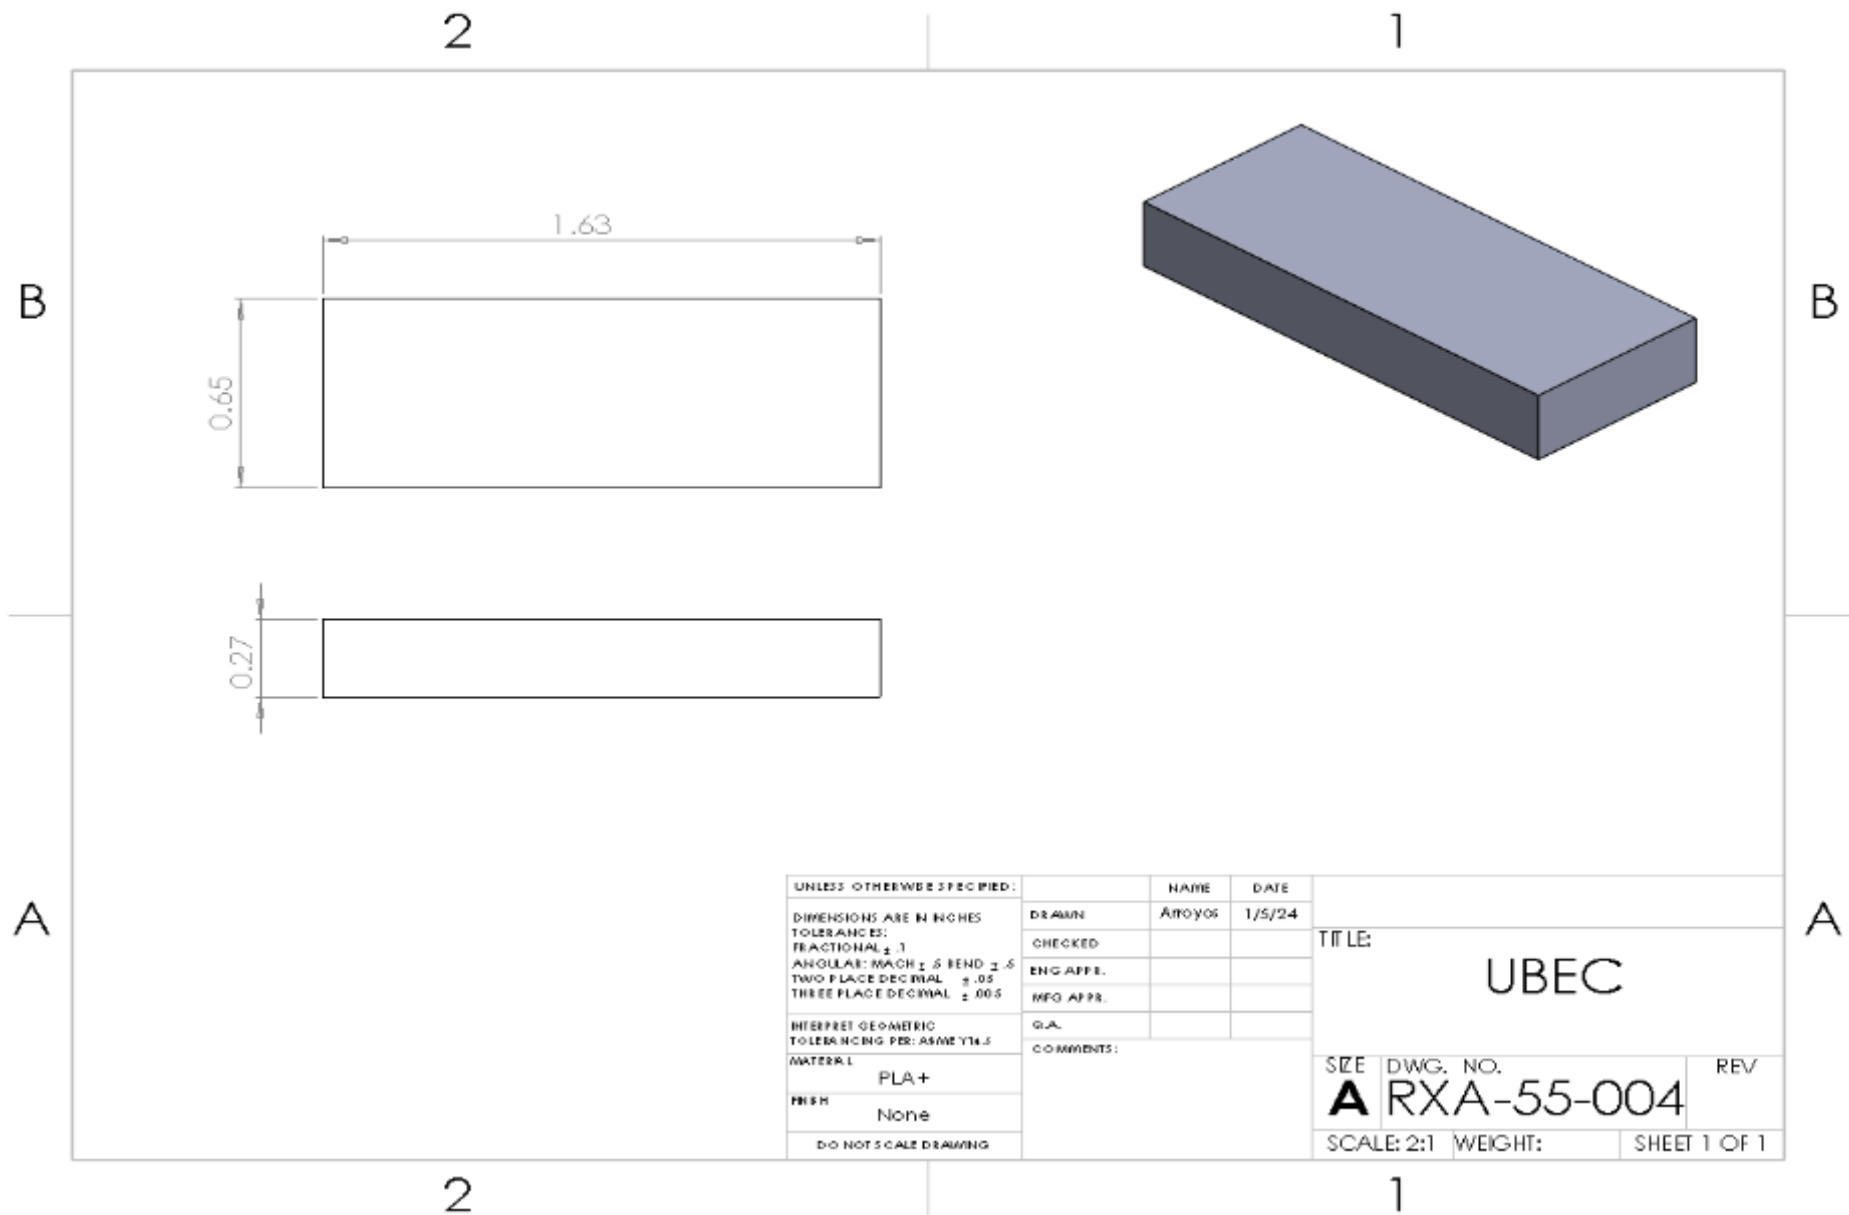 2 1
B B
1.63
0.65
0.27
A A
UNLESS OTHERWISE SPECIFIED:
DIMENSIONS ARE IN INCHES
TOLERANCES:
FRACTIONAL ± .1
ANGULAR: MACH ± .5 BEND ± .5
TWO PLACE DECIMAL ± .05
THREE PLACE DECIMAL ± .005
INTERPRET GEOMETRIC
TOLERANCING PER: ASME Y14.5
MATERIAL
PLA+
FINISH
None
DO NOT SCALE DRAWING
NAME DATE
DRAWN Arroyos 1/5/24
CHECKED
ENG APPR.
MFG APPR.
Q.A.
COMMENTS:
TITLE:
UBEC
SIZE DWG. NO. REV
A RXA-55-004
SCALE: 2:1 WEIGHT: SHEET 1 OF 1
2 1